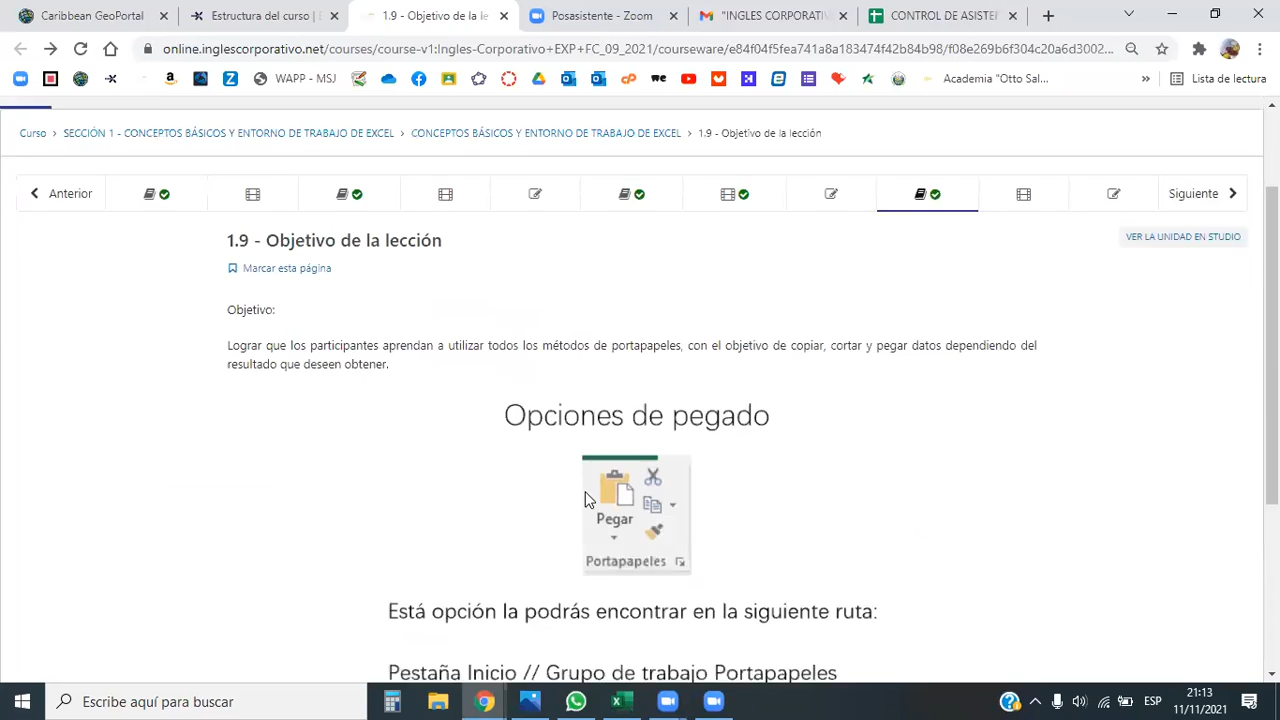 Caribbean GeoPortal
Estructura del curso |
1.9 - Objetivo de la le
Posasistente - Zoom
"INGLES CORPORATIV
CONTROL DE ASISTE
online.inglescorporativo.net/courses/course-v1:Ingles-Corporativo+EXP+FC_09_2021/courseware/e84f04f5fea741a8a183474f42b84b98/f08e269b6f304c20a6d3002...
WAPP - MSJ
Academia "Otto Sal...
Lista de lectura
Curso > SECCIÓN 1 - CONCEPTOS BÁSICOS Y ENTORNO DE TRABAJO DE EXCEL > CONCEPTOS BÁSICOS Y ENTORNO DE TRABAJO DE EXCEL > 1.9 - Objetivo de la lección
Anterior
Siguiente
1.9 - Objetivo de la lección
VER LA UNIDAD EN STUDIO
Marcar esta página
Objetivo:
Lograr que los participantes aprendan a utilizar todos los métodos de portapapeles, con el objetivo de copiar, cortar y pegar datos dependiendo del
resultado que deseen obtener.
Opciones de pegado
Pegar
Portapapeles
Está opción la podrás encontrar en la siguiente ruta:
Pestaña Inicio // Grupo de trabajo Portapapeles
Escribe aquí para buscar
ESP
21:13
11/11/2021